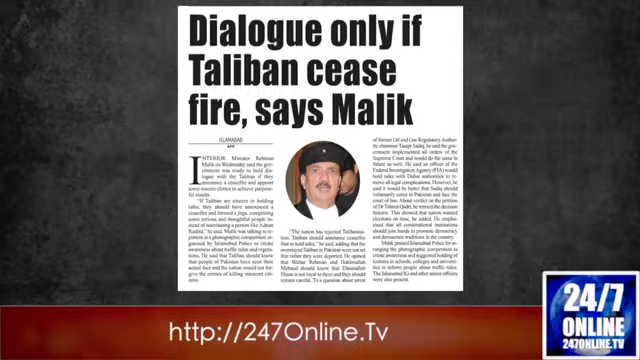 Dialogue only if
Taliban cease
fire, says Malik
ISLAMABAD
APP
INTERIOR Minister Rehman
Malik on Wednesday said the gov-
ernment was ready to hold dia-
logue with the Taliban if they
announce a ceasefire and appoint
some sincere clerics to achieve purpose-
ful results.
"If Taliban are sincere in holding
talks, they should have announced a
ceasefire and formed a jirga, comprising
some serious and thoughtful people in-
stead of nominating a person like Adnan
Rashid," he said. Malik was talking to re-
porters at a photographic competition or-
ganised by Islamabad Police to create
awareness about traffic rules and regula-
tions. He said that Taliban should know
that people of Pakistan have seen their
actual face and the nation would not for-
give the crimes of killing innocent citi-
zens.
"The nation has rejected Talibanisa-
tion. Taliban should announce ceasefire
first to hold talks," he said, adding that the
overstayed Taliban in Pakistan were not set
free rather they were deported. He opined
that Waliur Rehman and Hakimullah
Mehsud should know that Ehsanullah
Ehsan is not loyal to them and they should
remain careful. To a question about arrest
of former Oil and Gas Regulatory Author-
ity chairman Tauqir Sadiq, he said the gov-
ernment implemented all orders of the
Supreme Court and would do the same in
future as well. He said an officer of the
Federal Investigation Agency (FIA) would
hold talks with Dubai authorities to re-
move all legal complications. However, he
said it would be better that Sadiq should
voluntarily come to Pakistan and face the
court of law. About verdict on the petition
of Dr Tahirul Qadri, he termed the decision
historic. This showed that nation wanted
elections on time, he added. He emphasised
that all constitutional institutions
should join hands to promote democracy
and democratic traditions in the country.
Malik praised Islamabad Police for ar-
ranging the photographic competition to
create awareness and suggested holding of
lectures in schools, colleges and universi-
ties to inform people about traffic rules.
The Islamabad IG and other senior officers
were also present.
http://247Online.Tv
24/7
ONLINE
247ONLINE.TV